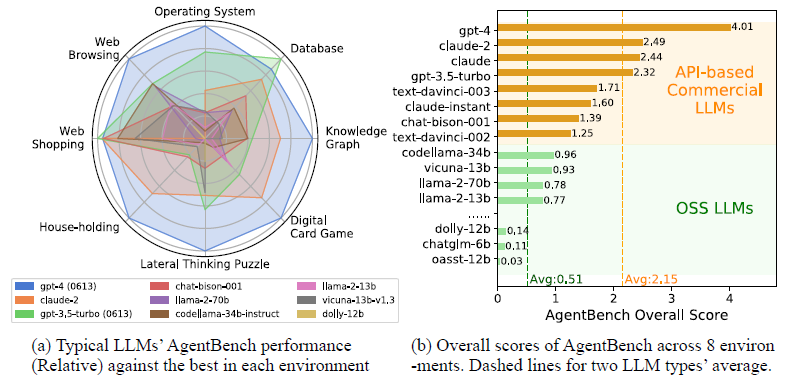 Operating System
Database
Knowledge
Graph
Digital
Card Game
Lateral Thinking Puzzle
House-holding
Web
Shopping
Web
Browsing
gpt-4 (0613)
claude-2
gpt-3.5-turbo (0613)
chat-bison-001
llama-2-70b
codellama-34b-instruct
llama-2-13b
vicuna-13b-v1.3
dolly-12b
(a) Typical LLMs' AgentBench performance
(Relative) against the best in each environment
gpt-4 4.01
claude-2 2.49
claude 2.44
gpt-3.5-turbo 2.32
text-davinci-003 1.71
claude-instant 1.60
chat-bison-001 1.39
text-davinci-002 1.25
codellama-34b 0.96
vicuna-13b 0.93
llama-2-70b 0.78
llama-2-13b 0.77
......
dolly-12b 0.14
chatglm-6b 0.11
oasst-12b 0.03
API-based
Commercial
LLMs
OSS LLMs
Avg:0.51 Avg:2.15
0 1 2 3 4
AgentBench Overall Score
(b) Overall scores of AgentBench across 8 environ
-ments. Dashed lines for two LLM types' average.